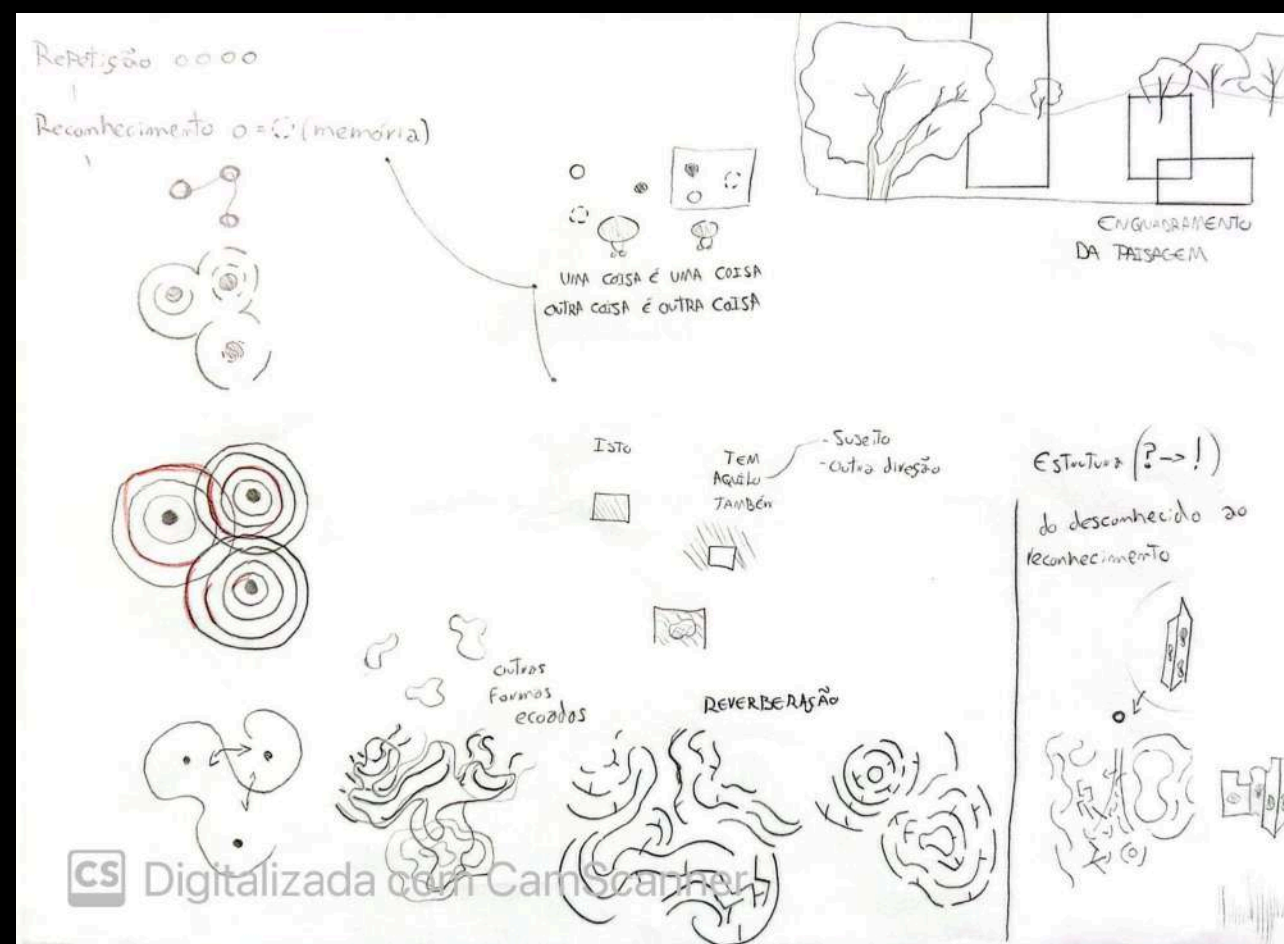 Repetição
Reconhecimento o = (memória)
UMA COISA É UMA COISA
OUTRA COISA É OUTRA COISA
ENQUADRAMENTO
DA PAISAGEM
ISTO
TEM
AQUILO
TAMBÉM
- Sujeito
- Outra direção
Estrutura (? -> !)
do desconhecido ao
reconhecimento
outras
formas
ecoadas
REVERBERAÇÃO
CS Digitalizada com CamScanner